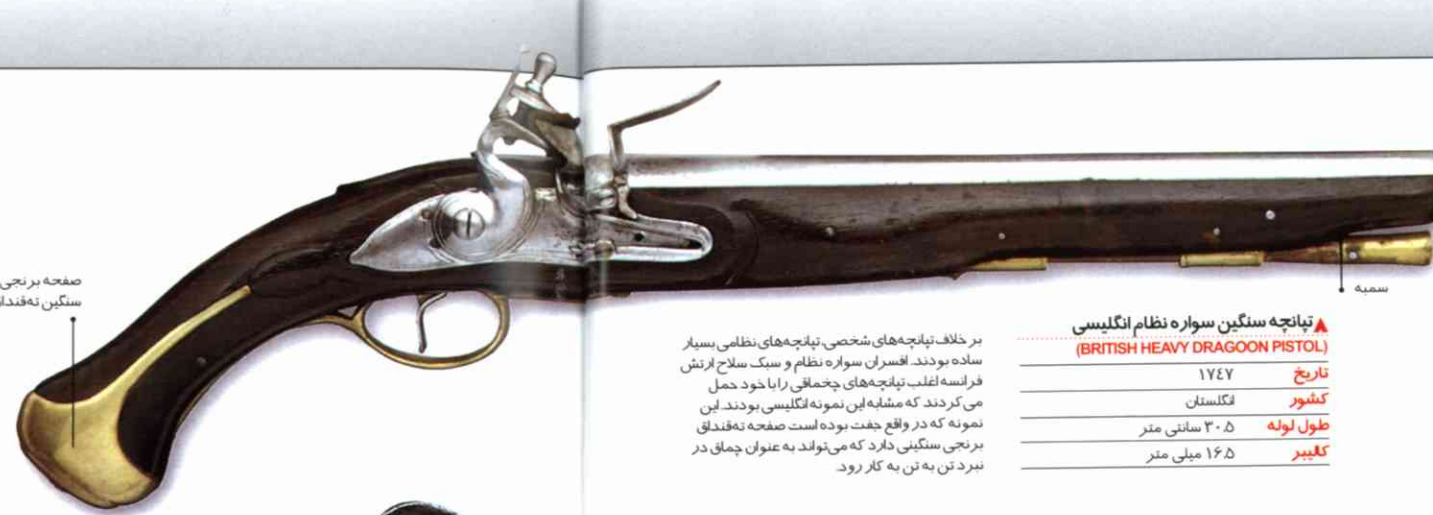 سمبه
تپانچه سنگین سواره نظام انگلیسی
(BRITISH HEAVY DRAGOON PISTOL)
تاریخ ۱۷٤۷
کشور انگلستان
طول لوله ۳۰.۵ سانتی متر
کالیبر ۱۶.۵ میلی متر
بر خلاف تپانچه‌های شخصی، تپانچه‌های نظامی بسیار
ساده بودند. افسران سواره نظام و سبک سلاح ارتش
فرانسه اغلب تپانچه‌های چخماقی را با خود حمل
می‌کردند که مشابه این نمونه انگلیسی بودند. این
نمونه که در واقع جفت بوده است صفحه ته‌قنداق
برنجی سنگینی دارد که می‌تواند به عنوان چماق در
نبرد تن به تن به کار رود.
صفحه برنجی
سنگین ته‌قندا